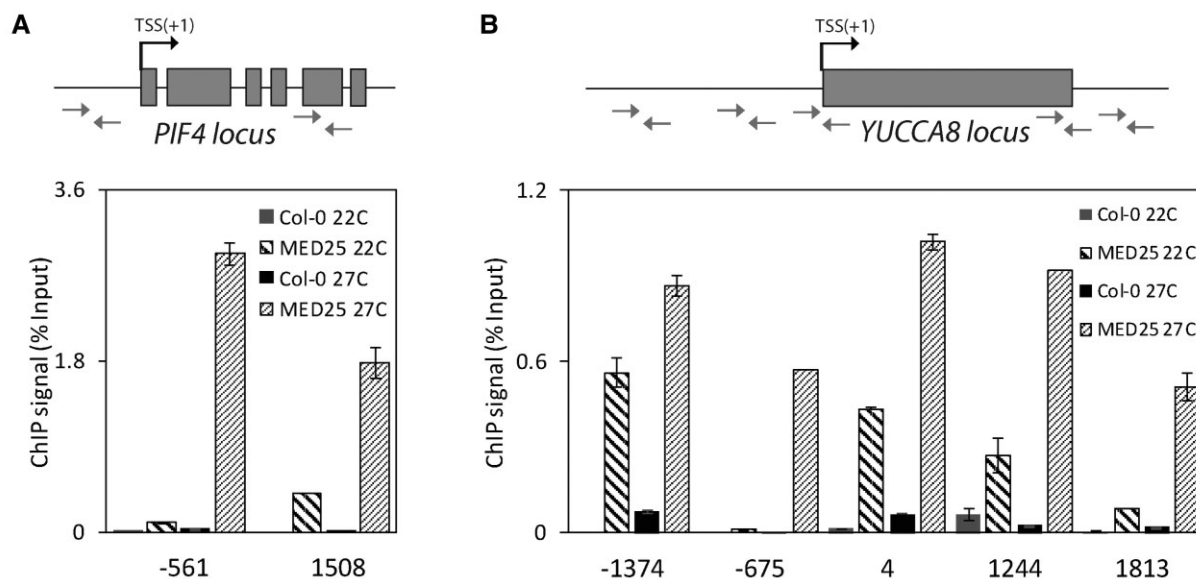 A
TSS(+1)
PIF4 locus
3.6
1.8
0
ChIP signal (% Input)
Col-0 22C
MED25 22C
Col-0 27C
MED25 27C
-561 1508
B
TSS(+1)
YUCCA8 locus
1.2
0.6
0
ChIP signal (% Input)
Col-0 22C
MED25 22C
Col-0 27C
MED25 27C
-1374 -675 4 1244 1813